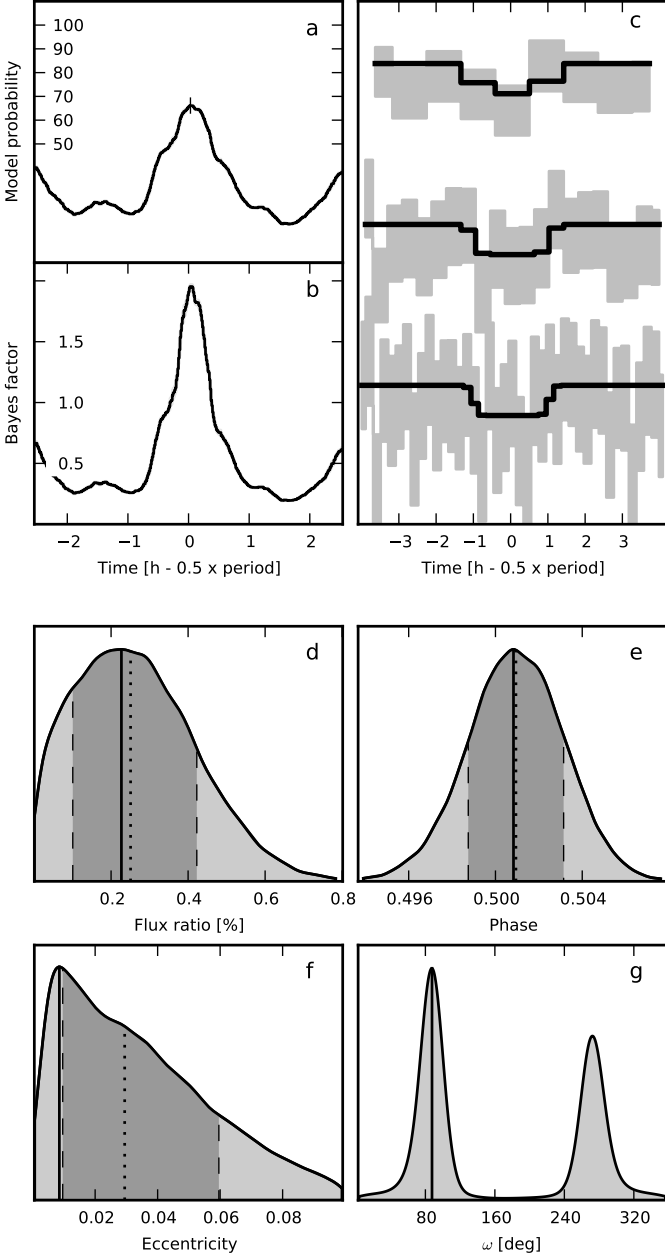 a
100
90
80
70
60
50
Model probability
b
1.5
1.0
0.5
Bayes factor
−2 −1 0 1 2
Time [h - 0.5 x period]
c
−3 −2 −1 0 1 2 3
Time [h - 0.5 x period]
d
0.2 0.4 0.6 0.8
Flux ratio [%]
e
0.496 0.500 0.504
Phase
f
0.02 0.04 0.06 0.08
Eccentricity
g
80 160 240 320
ω [deg]